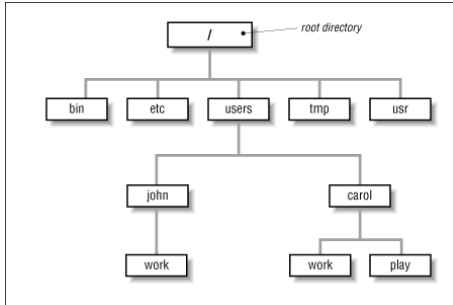 /
root directory
bin etc users tmp usr
john carol
work work play